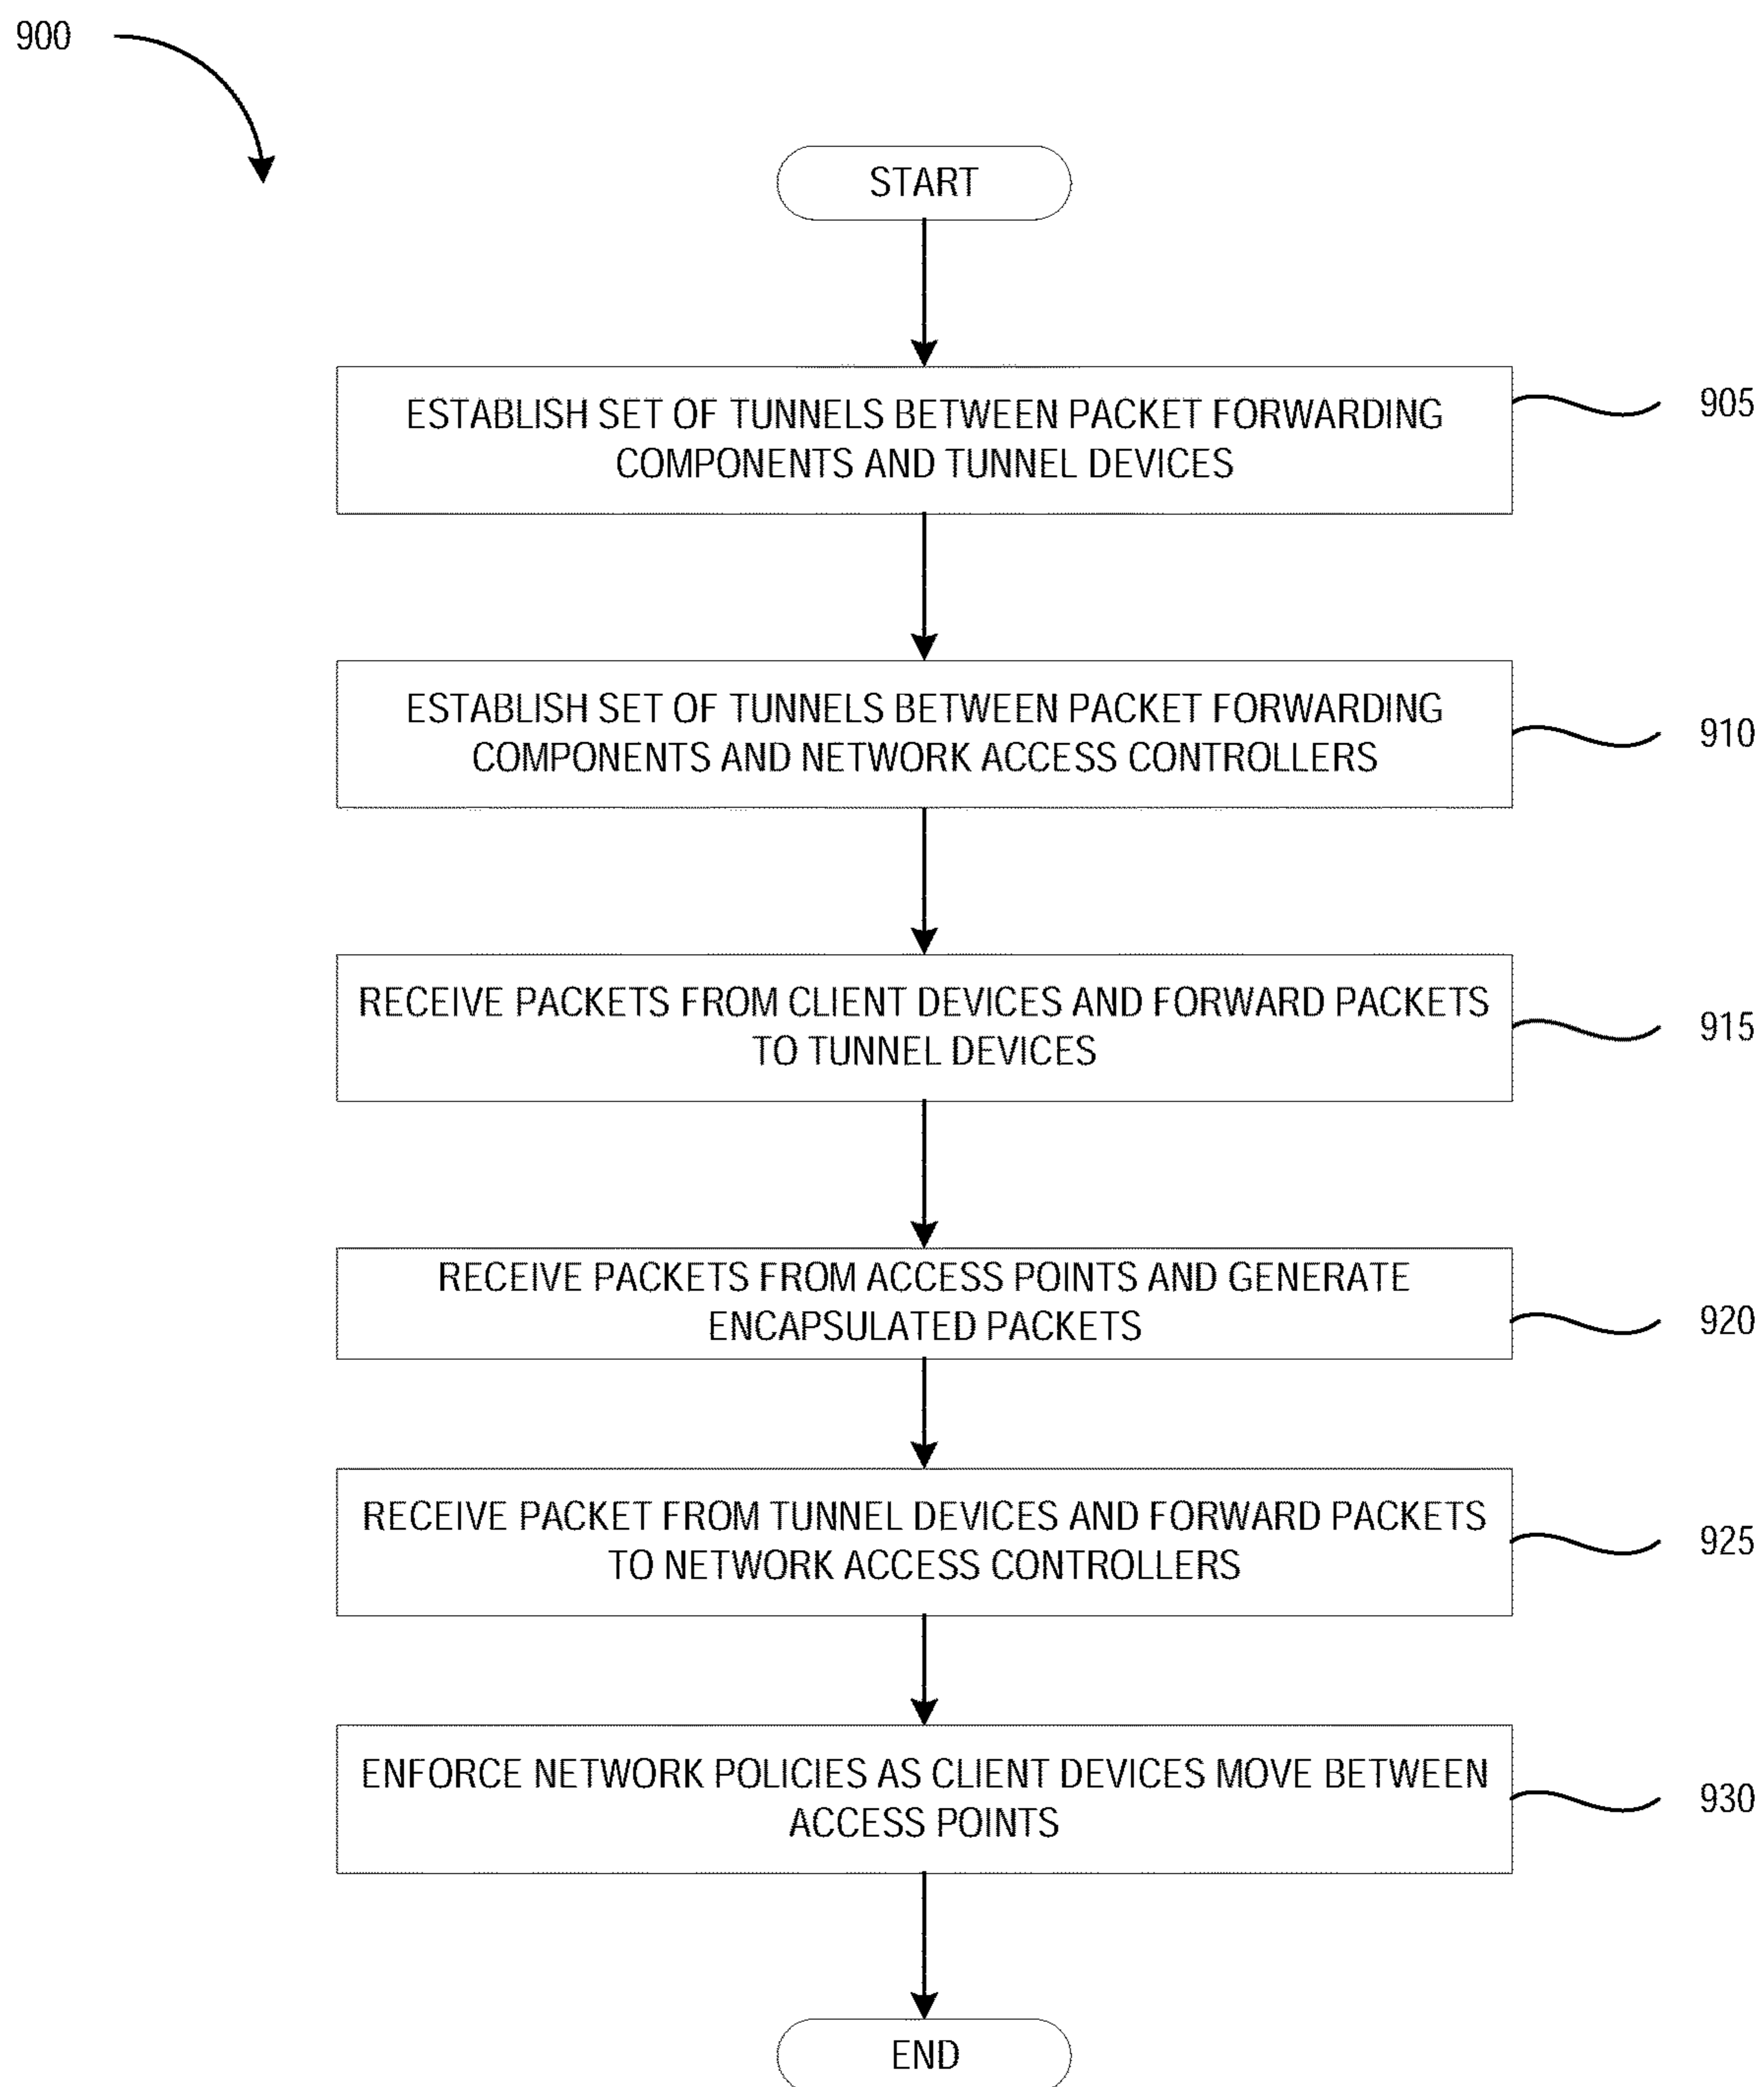 900
START
ESTABLISH SET OF TUNNELS BETWEEN PACKET FORWARDING
COMPONENTS AND TUNNEL DEVICES
905
ESTABLISH SET OF TUNNELS BETWEEN PACKET FORWARDING
COMPONENTS AND NETWORK ACCESS CONTROLLERS
910
RECEIVE PACKETS FROM CLIENT DEVICES AND FORWARD PACKETS
TO TUNNEL DEVICES
915
RECEIVE PACKETS FROM ACCESS POINTS AND GENERATE
ENCAPSULATED PACKETS
920
RECEIVE PACKET FROM TUNNEL DEVICES AND FORWARD PACKETS
TO NETWORK ACCESS CONTROLLERS
925
ENFORCE NETWORK POLICIES AS CLIENT DEVICES MOVE BETWEEN
ACCESS POINTS
930
END